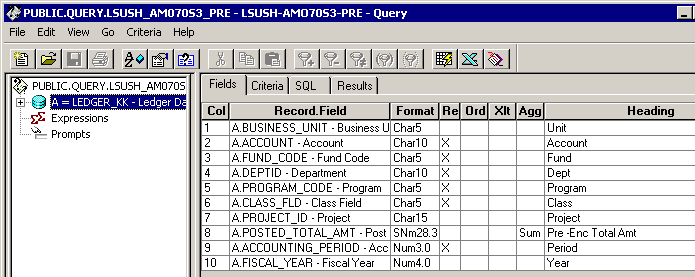 PUBLIC.QUERY.LSUSH_AM070S3_PRE - LSUSH-AMO70S3-PRE - Query
File Edit View Go Criteria Help
PUBLIC.QUERY.LSUSH_AM070S
A = LEDGER_KK - Ledger Da
Expressions
Prompts
Fields Criteria SQL Results
Col Record.Field Format Re Ord Xlt Agg Heading
1 A.BUSINESS_UNIT - Business U Char5 Unit
2 A.ACCOUNT - Account Char10 X Account
3 A.FUND_CODE - Fund Code Char5 X Fund
4 A.DEPTID - Department Char10 X Dept
5 A.PROGRAM_CODE - Program Char5 X Program
6 A.CLASS_FLD - Class Field Char5 X Class
7 A.PROJECT_ID - Project Char15 Project
8 A.POSTED_TOTAL_AMT - Post SNm28.3 Sum Pre -Enc Total Amt
9 A.ACCOUNTING_PERIOD - Acc Num3.0 X Period
10 A.FISCAL_YEAR - Fiscal Year Num4.0 Year